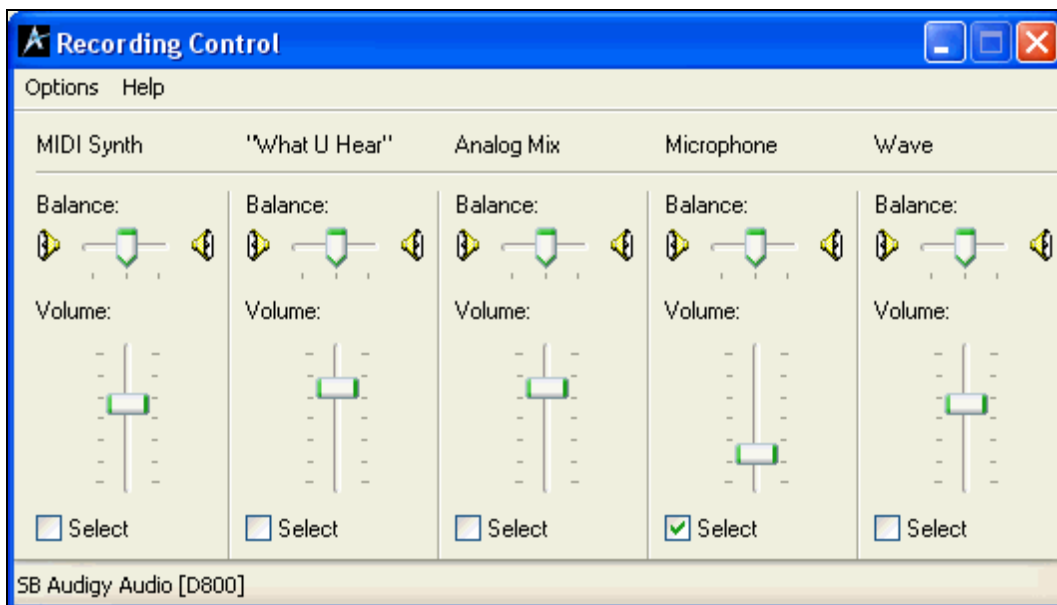 Recording Control
Options Help
MIDI Synth "What U Hear" Analog Mix Microphone Wave
Balance: Balance: Balance: Balance: Balance:
Volume: Volume: Volume: Volume: Volume:
Select Select Select Select Select
SB Audigy Audio [D800]